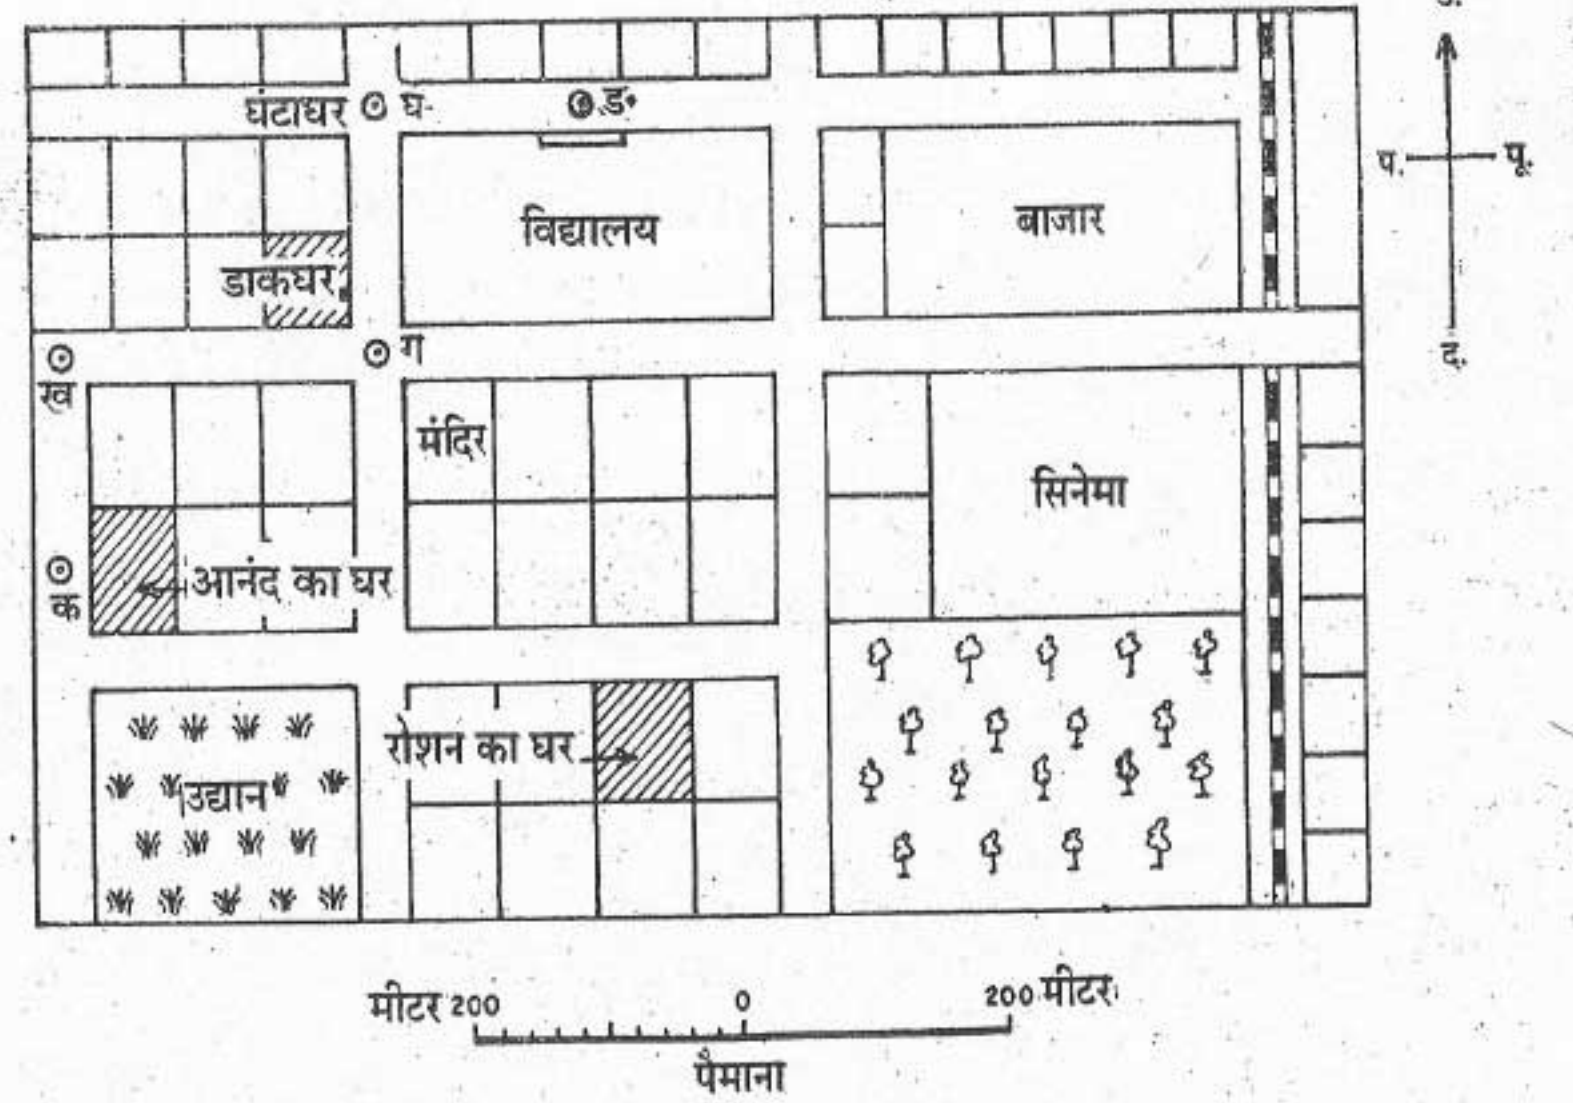 घंटाघर घ
ड.
प. पू.
विद्यालय
बाजार
डाकघर
ग
ख
द.
मंदिर
सिनेमा
आनंद का घर
क
रोशन का घर
उद्यान
मीटर 200 0 200 मीटर
पैमाना